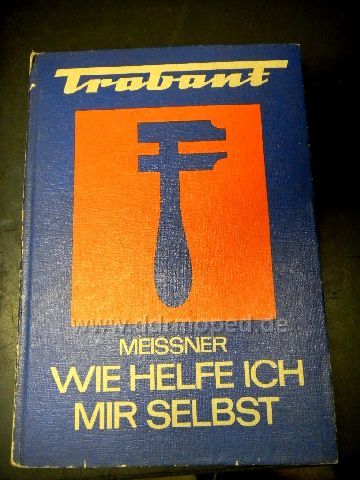 Trabant
www.ddrmoped.de
MEISSNER
WIE HELFE ICH
MIR SELBST